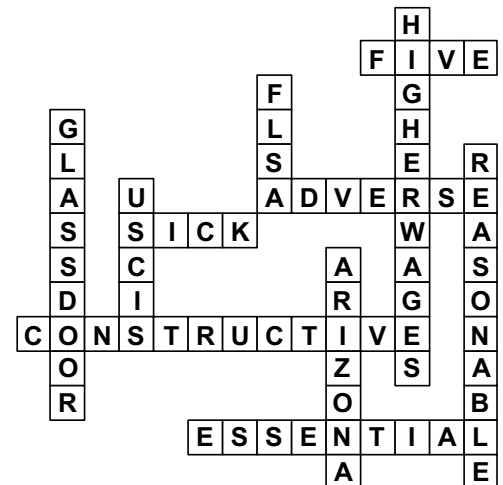 HIGHERWAGES
FIVE
FLSA
GLASSDOOR
REASONABLE
USCIS
ADVERSE
SICK
ARIZONA
CONSTRUCTIVE
ESSENTIAL